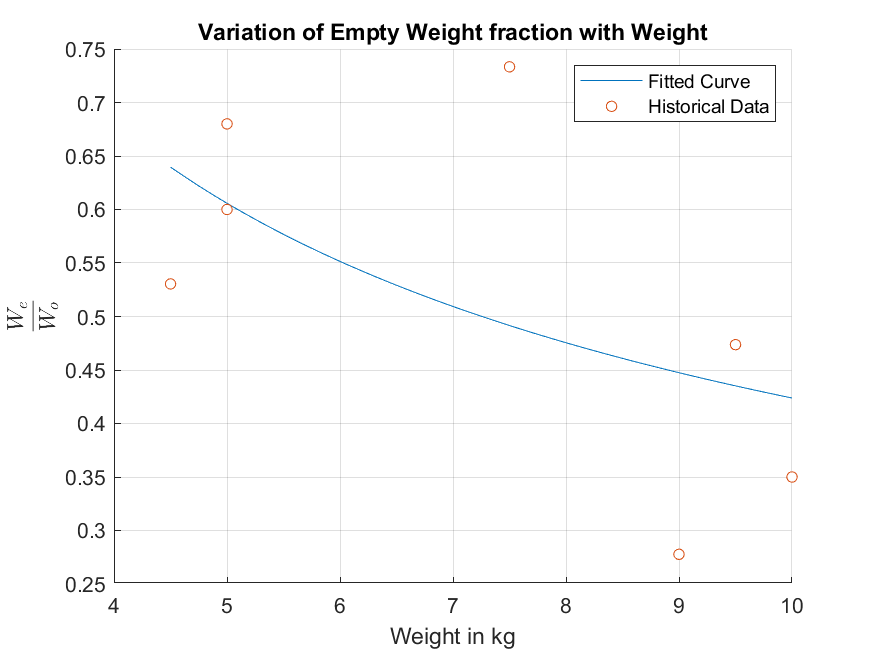 Variation of Empty Weight fraction with Weight
Fitted Curve
Historical Data
0.75
0.7
0.65
0.6
0.55
0.5
0.45
0.4
0.35
0.3
0.25
W_e
W_o
4 5 6 7 8 9 10
Weight in kg